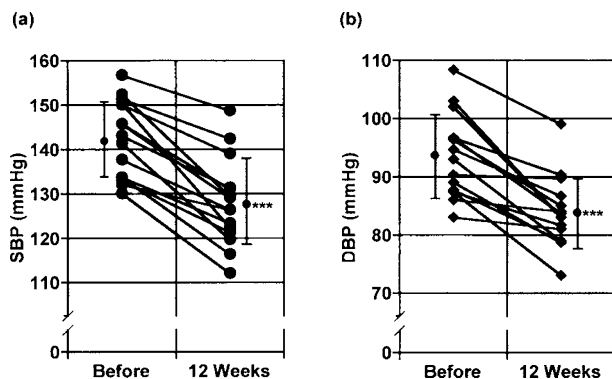 (a)
SBP (mmHg)
160
150
140
130
120
110
0
***
Before 12 Weeks
(b)
DBP (mmHg)
110
100
90
80
70
0
***
Before 12 Weeks